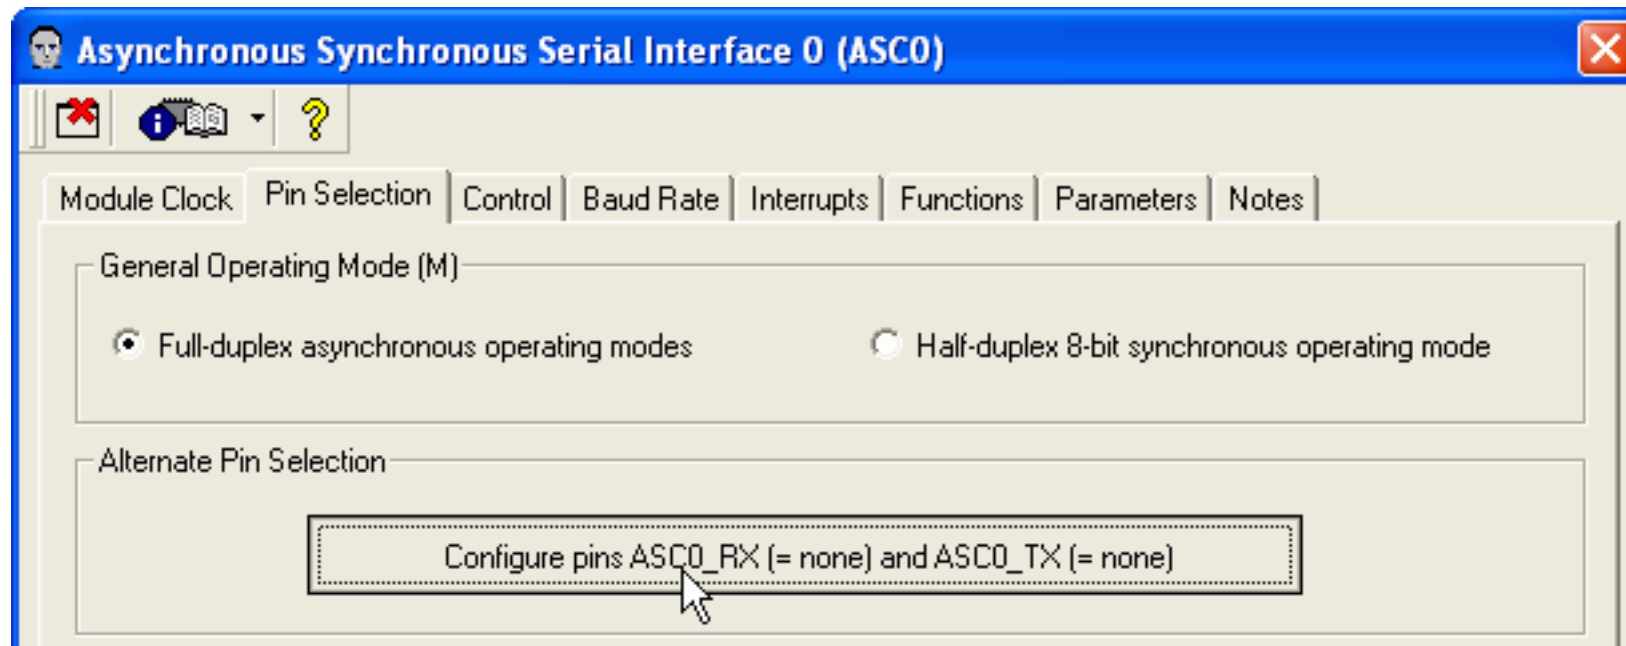 Asynchronous Synchronous Serial Interface 0 (ASC0)
Module Clock Pin Selection Control Baud Rate Interrupts Functions Parameters Notes
General Operating Mode (M)
Full-duplex asynchronous operating modes Half-duplex 8-bit synchronous operating mode
Alternate Pin Selection
Configure pins ASC0_RX (= none) and ASC0_TX (= none)